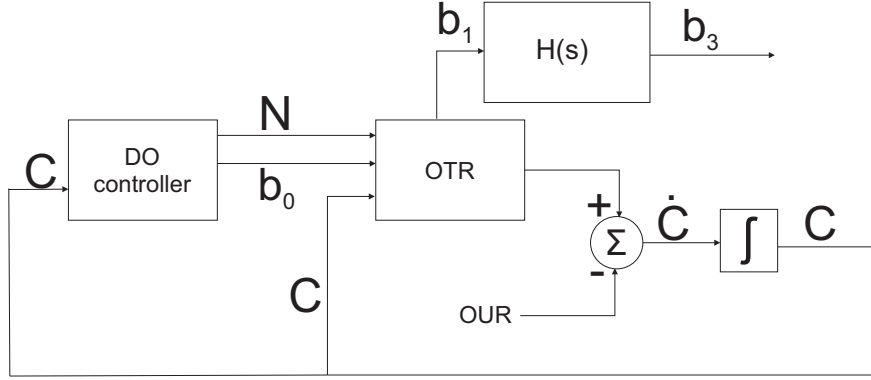 b₁
H(s)
b₃
N
C
DO
controller
b₀
OTR
+
Σ
-
Ċ
∫
C
C
OUR